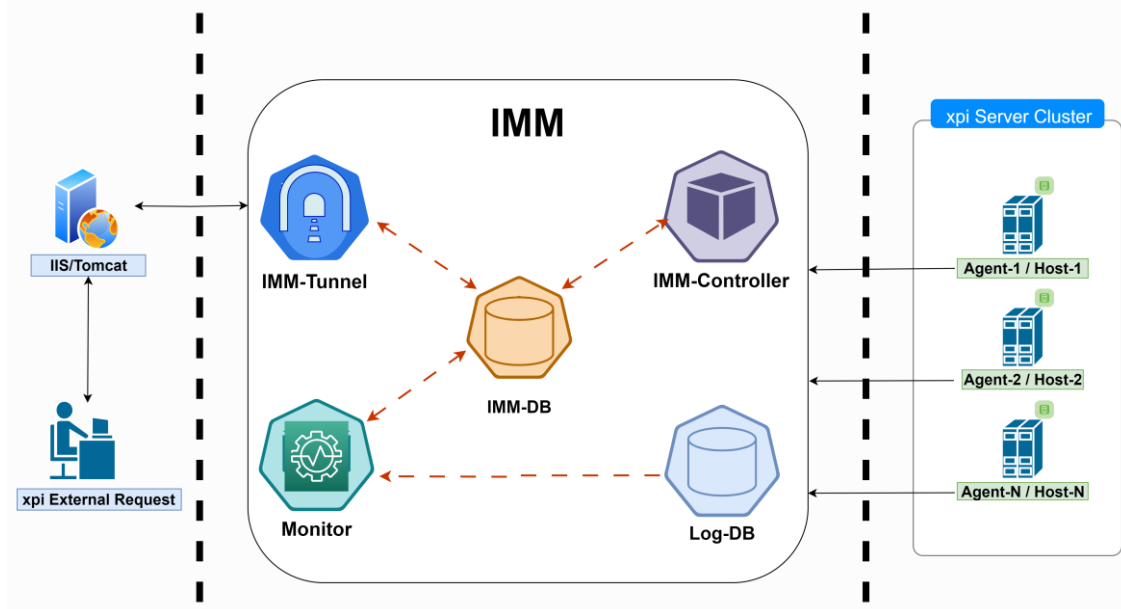 IMM
xpi Server Cluster
IIS/Tomcat
IMM-Tunnel
IMM-Controller
Agent-1 / Host-1
IMM-DB
Agent-2 / Host-2
xpi External Request
Monitor
Log-DB
Agent-N / Host-N